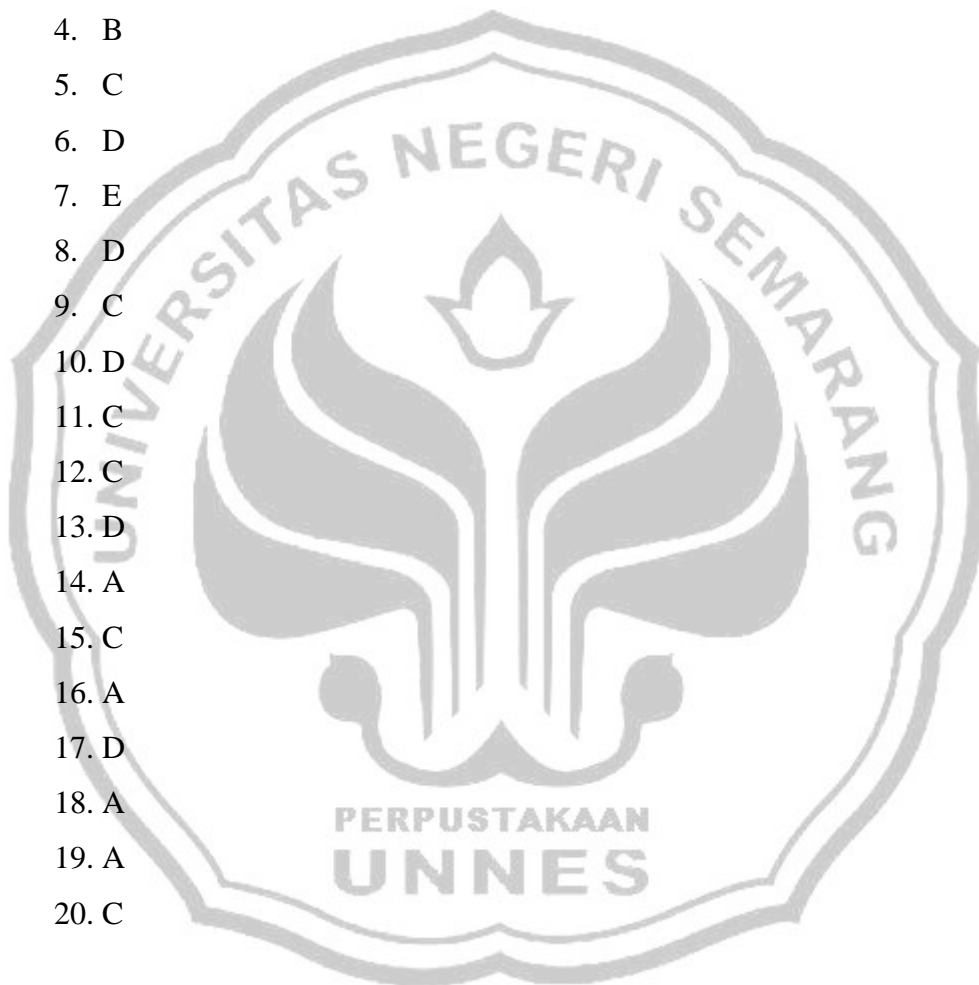 4. B
5. C
6. D
7. E
8. D
9. C
10. D
11. C
12. C
13. D
14. A
15. C
16. A
17. D
18. A
19. A
20. C
UNIVERSITAS NEGERI SEMARANG
PERPUSTAKAAN
UNNES